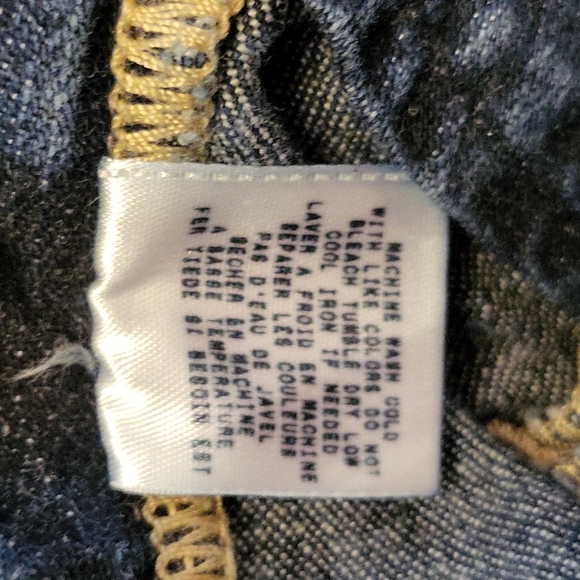 MACHINE WASH COLD
WITH LIKE COLORS DO NOT
BLEACH TUMBLE DRY LOW
COOL IRON IF NEEDED
LAVER A FROID EN MACHINE
SEPARER LES COULEURS
PAS D'EAU DE JAVEL
SECHER EN MACHINE
A BASSE TEMPERATURE
FER TIEDE SI BESOIN EST